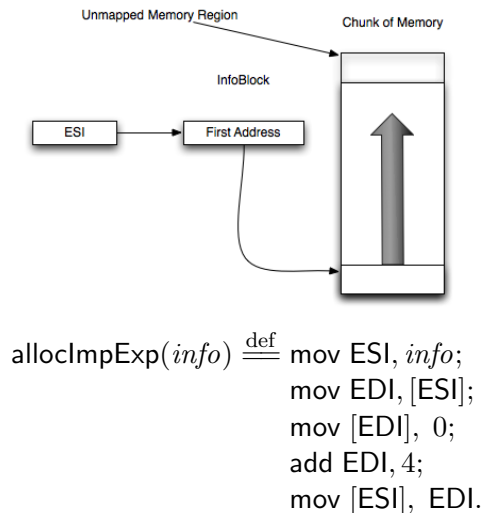 Unmapped Memory Region
Chunk of Memory
InfoBlock
ESI
First Address
allocImpExp(info) def== mov ESI, info;
mov EDI, [ESI];
mov [EDI], 0;
add EDI, 4;
mov [ESI], EDI.